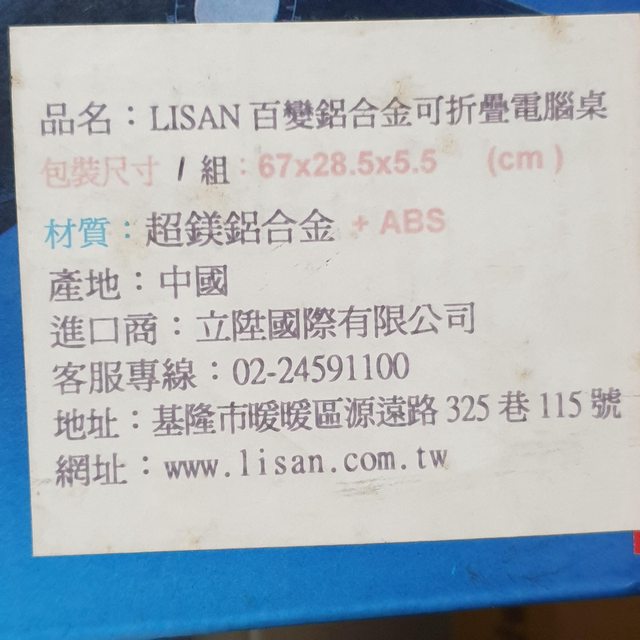 品名：LISAN 百變鋁合金可折疊電腦桌
包裝尺寸 / 組：67x28.5x5.5 (cm)
材質：超鎂鋁合金 + ABS
產地：中國
進口商：立陞國際有限公司
客服專線：02-24591100
地址：基隆市暖暖區源遠路 325 巷 115 號
網址：www.lisan.com.tw